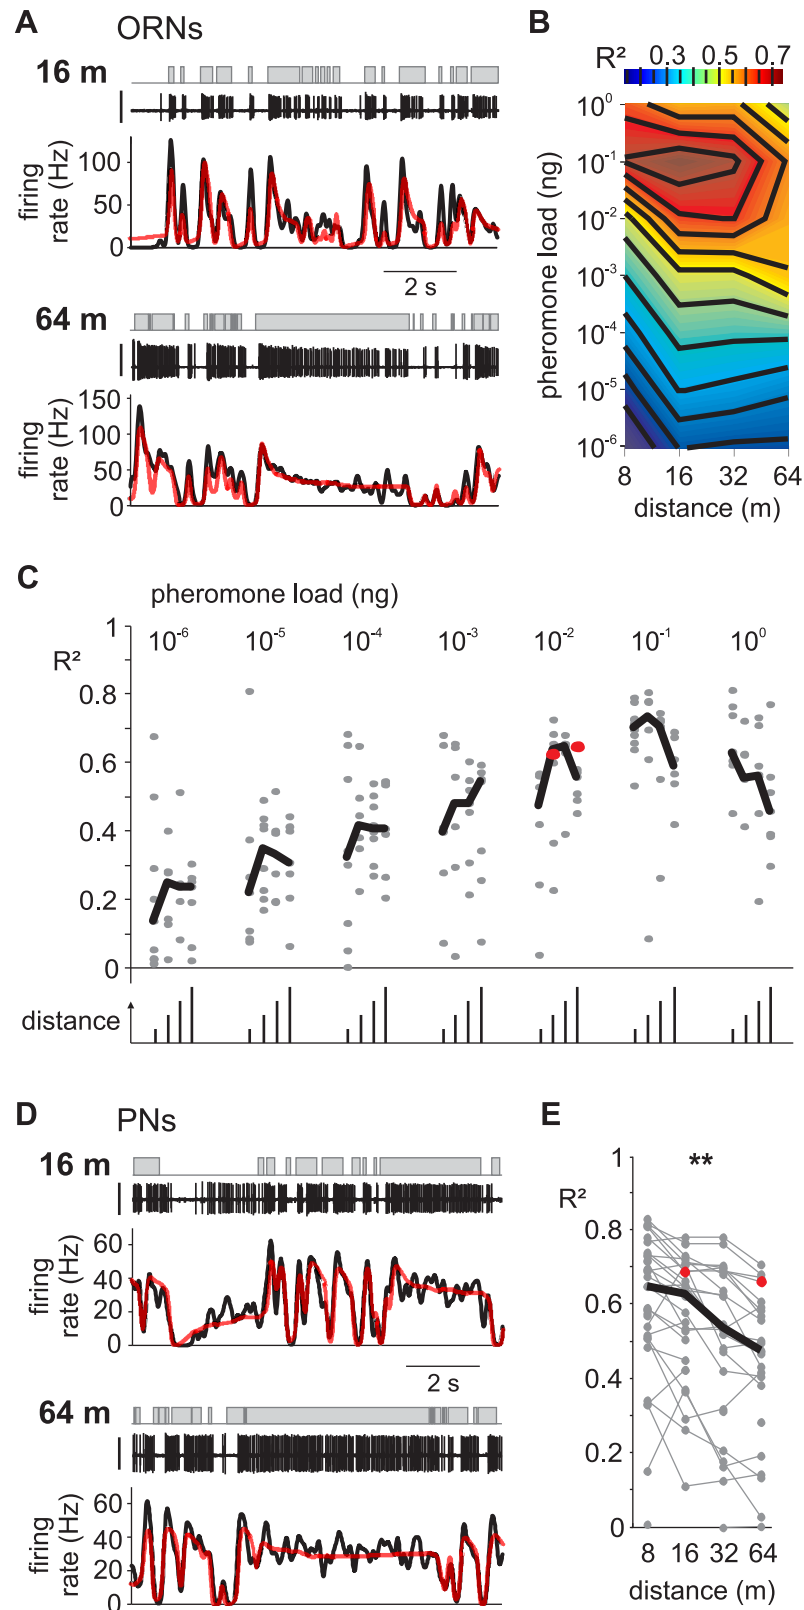 A ORNs
16 m
firing rate (Hz)
100
50
0
2 s
64 m
firing rate (Hz)
150
100
50
0
B
R² 0.3 0.5 0.7
pheromone load (ng)
10⁰
10⁻¹
10⁻²
10⁻³
10⁻⁴
10⁻⁵
10⁻⁶
8 16 32 64
distance (m)
C
pheromone load (ng)
10⁻⁶ 10⁻⁵ 10⁻⁴ 10⁻³ 10⁻² 10⁻¹ 10⁰
R²
1
0.8
0.6
0.4
0.2
0
distance
D PNs
16 m
firing rate (Hz)
60
40
20
0
2 s
64 m
firing rate (Hz)
60
40
20
0
E
**
R²
1
0.8
0.6
0.4
0.2
0
8 16 32 64
distance (m)